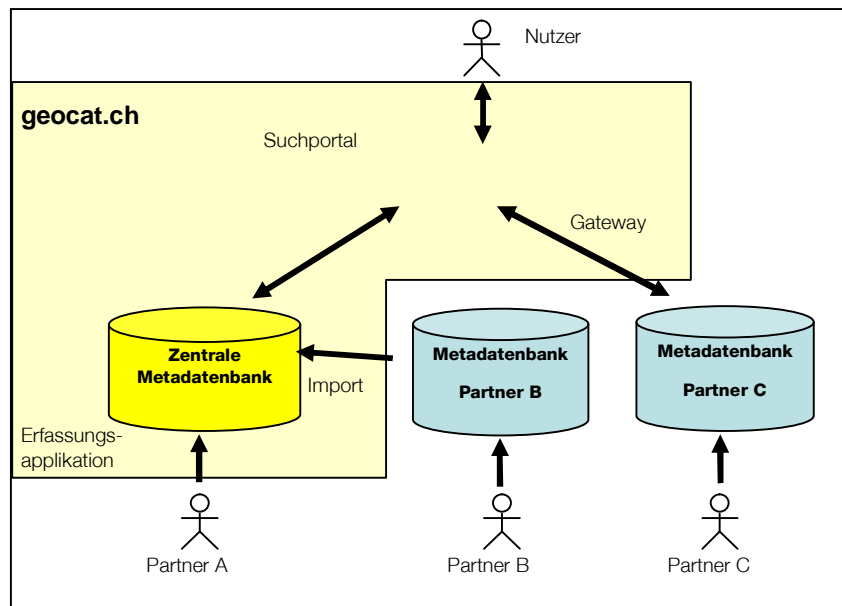 Nutzer
geocat.ch
Suchportal
Gateway
Zentrale
Metadatenbank
Import
Metadatenbank
Partner B
Metadatenbank
Partner C
Erfassungs-
applikation
Partner A
Partner B
Partner C